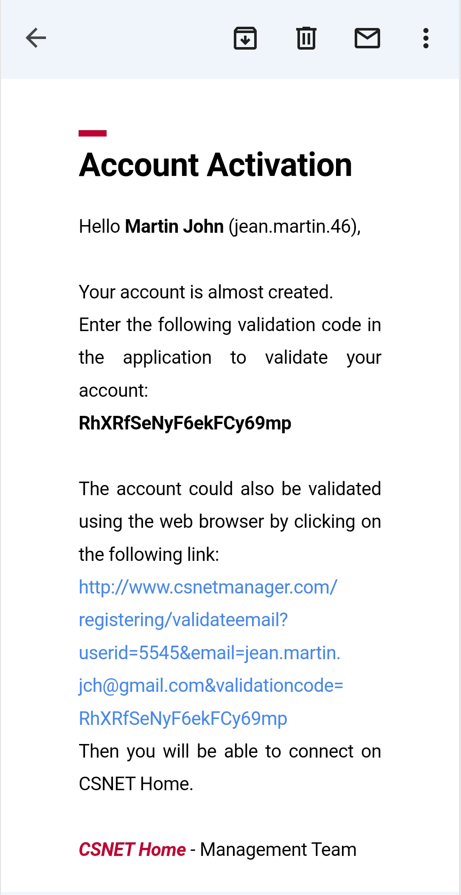 Account Activation
Hello Martin John (jean.martin.46),
Your account is almost created.
Enter the following validation code in
the application to validate your
account:
RhXRfSeNyF6ekFCy69mp
The account could also be validated
using the web browser by clicking on
the following link:
http://www.csnetmanager.com/
registering/validateemail?
userid=5545&email=jean.martin.
jch@gmail.com&validationcode=
RhXRfSeNyF6ekFCy69mp
Then you will be able to connect on
CSNET Home.
CSNET Home - Management Team